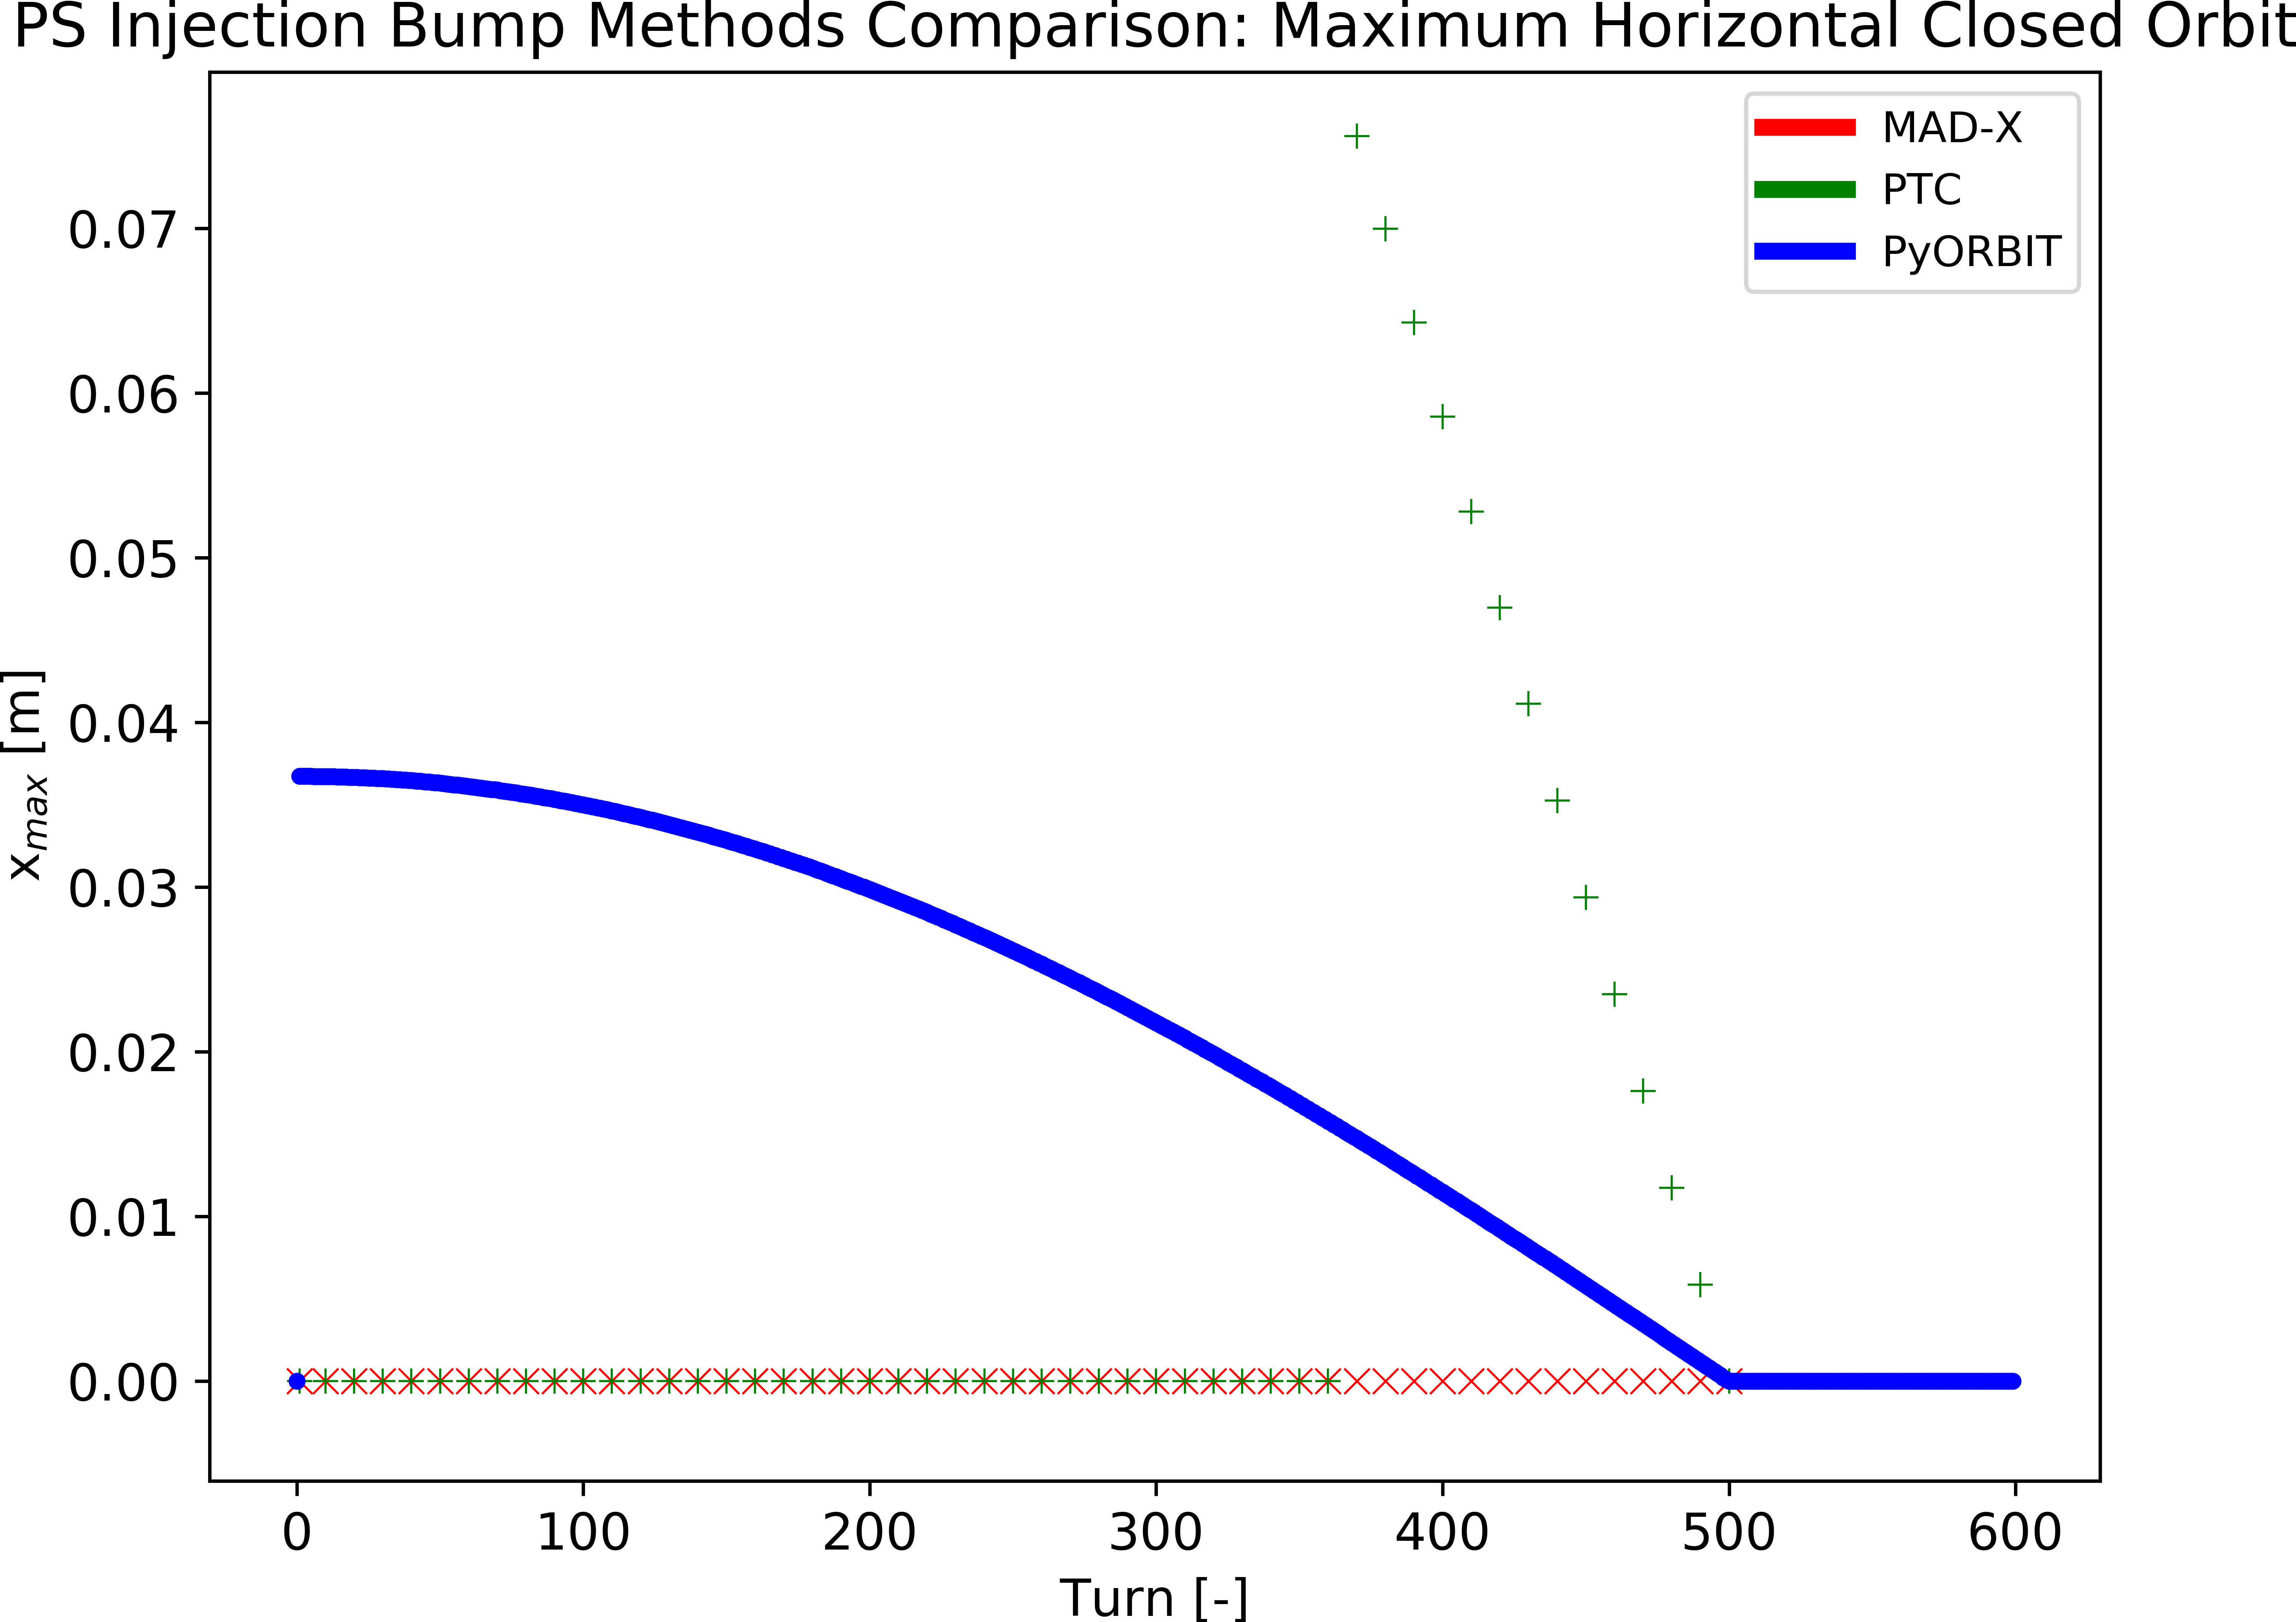 PS Injection Bump Methods Comparison: Maximum Horizontal Closed Orbit
MAD-X
PTC
PyORBIT
0.07
0.06
0.05
0.04
0.03
0.02
0.01
0.00
x_max [m]
0 100 200 300 400 500 600
Turn [-]